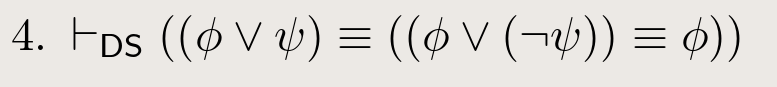 4. ⊢DS ((ϕ ∨ ψ) ≡ ((ϕ ∨ (¬ψ)) ≡ ϕ))